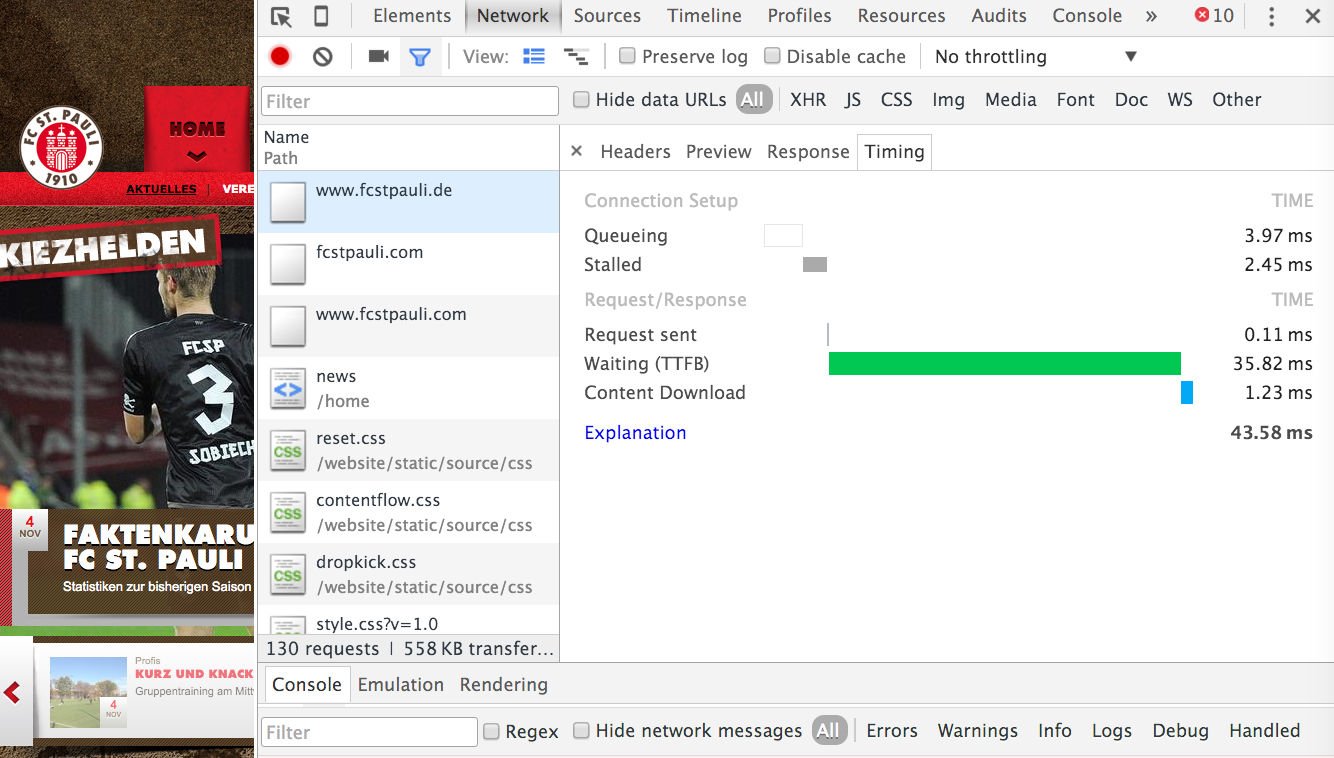 FC ST. PAULI
1910
HOME
AKTUELLES | VERE
KIEZHELDEN
FCSP
3
SOBIECH
4
NOV
FAKTENKARU
FC ST. PAULI
Statistiken zur bisherigen Saison
Profis
KURZ UND KNACK
Gruppentraining am Mitt
4
NOV
Elements Network Sources Timeline Profiles Resources Audits Console » 10
View: Preserve log Disable cache No throttling
Filter Hide data URLs All XHR JS CSS Img Media Font Doc WS Other
Name
Path
www.fcstpauli.de
fcstpauli.com
www.fcstpauli.com
news
/home
CSS reset.css
/website/static/source/css
CSS contentflow.css
/website/static/source/css
CSS dropkick.css
/website/static/source/css
style.css?v=1.0
130 requests | 558 KB transfer...
× Headers Preview Response Timing
Connection Setup TIME
Queueing 3.97 ms
Stalled 2.45 ms
Request/Response TIME
Request sent 0.11 ms
Waiting (TTFB) 35.82 ms
Content Download 1.23 ms
Explanation 43.58 ms
Console Emulation Rendering
Filter Regex Hide network messages All Errors Warnings Info Logs Debug Handled